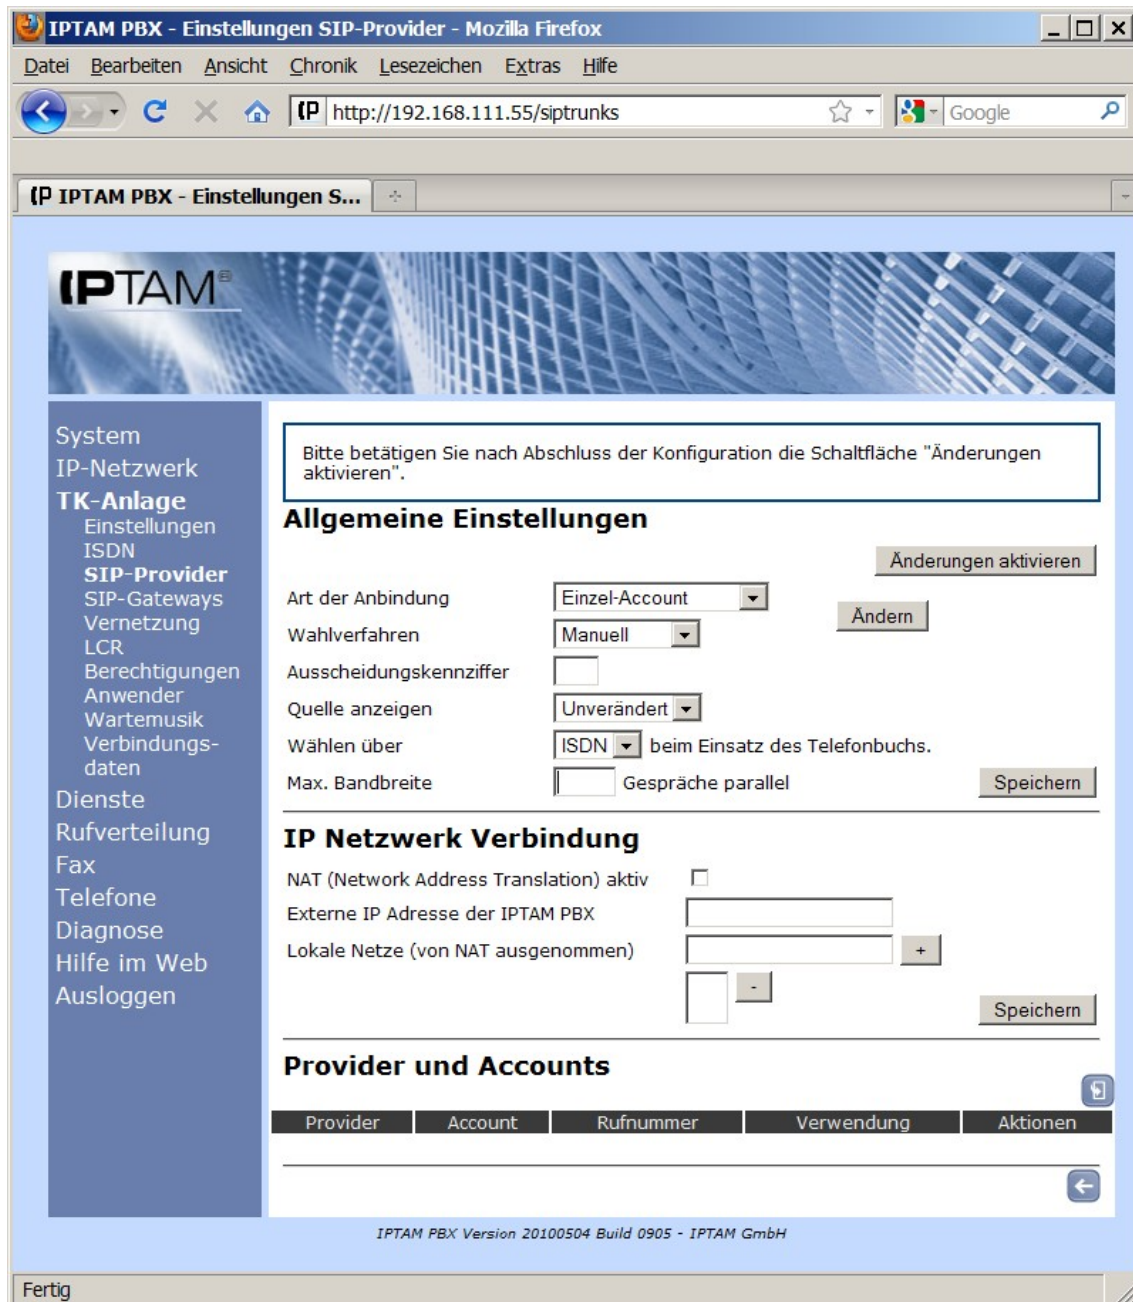 IPTAM PBX - Einstellungen SIP-Provider - Mozilla Firefox
Datei Bearbeiten Ansicht Chronik Lesezeichen Extras Hilfe
(P http://192.168.111.55/siptrunks Google
(P IPTAM PBX - Einstellungen S...
IPTAM®
System
IP-Netzwerk
TK-Anlage
Einstellungen
ISDN
SIP-Provider
SIP-Gateways
Vernetzung
LCR
Berechtigungen
Anwender
Wartemusik
Verbindungs-
daten
Dienste
Rufverteilung
Fax
Telefone
Diagnose
Hilfe im Web
Ausloggen
Bitte betätigen Sie nach Abschluss der Konfiguration die Schaltfläche "Änderungen
aktivieren".
Allgemeine Einstellungen
Änderungen aktivieren
Art der Anbindung Einzel-Account
Ändern
Wahlverfahren Manuell
Ausscheidungskennziffer
Quelle anzeigen Unverändert
Wählen über ISDN beim Einsatz des Telefonbuchs.
Max. Bandbreite Gespräche parallel Speichern
IP Netzwerk Verbindung
NAT (Network Address Translation) aktiv
Externe IP Adresse der IPTAM PBX
Lokale Netze (von NAT ausgenommen) +
-
Speichern
Provider und Accounts
Provider Account Rufnummer Verwendung Aktionen
IPTAM PBX Version 20100504 Build 0905 - IPTAM GmbH
Fertig